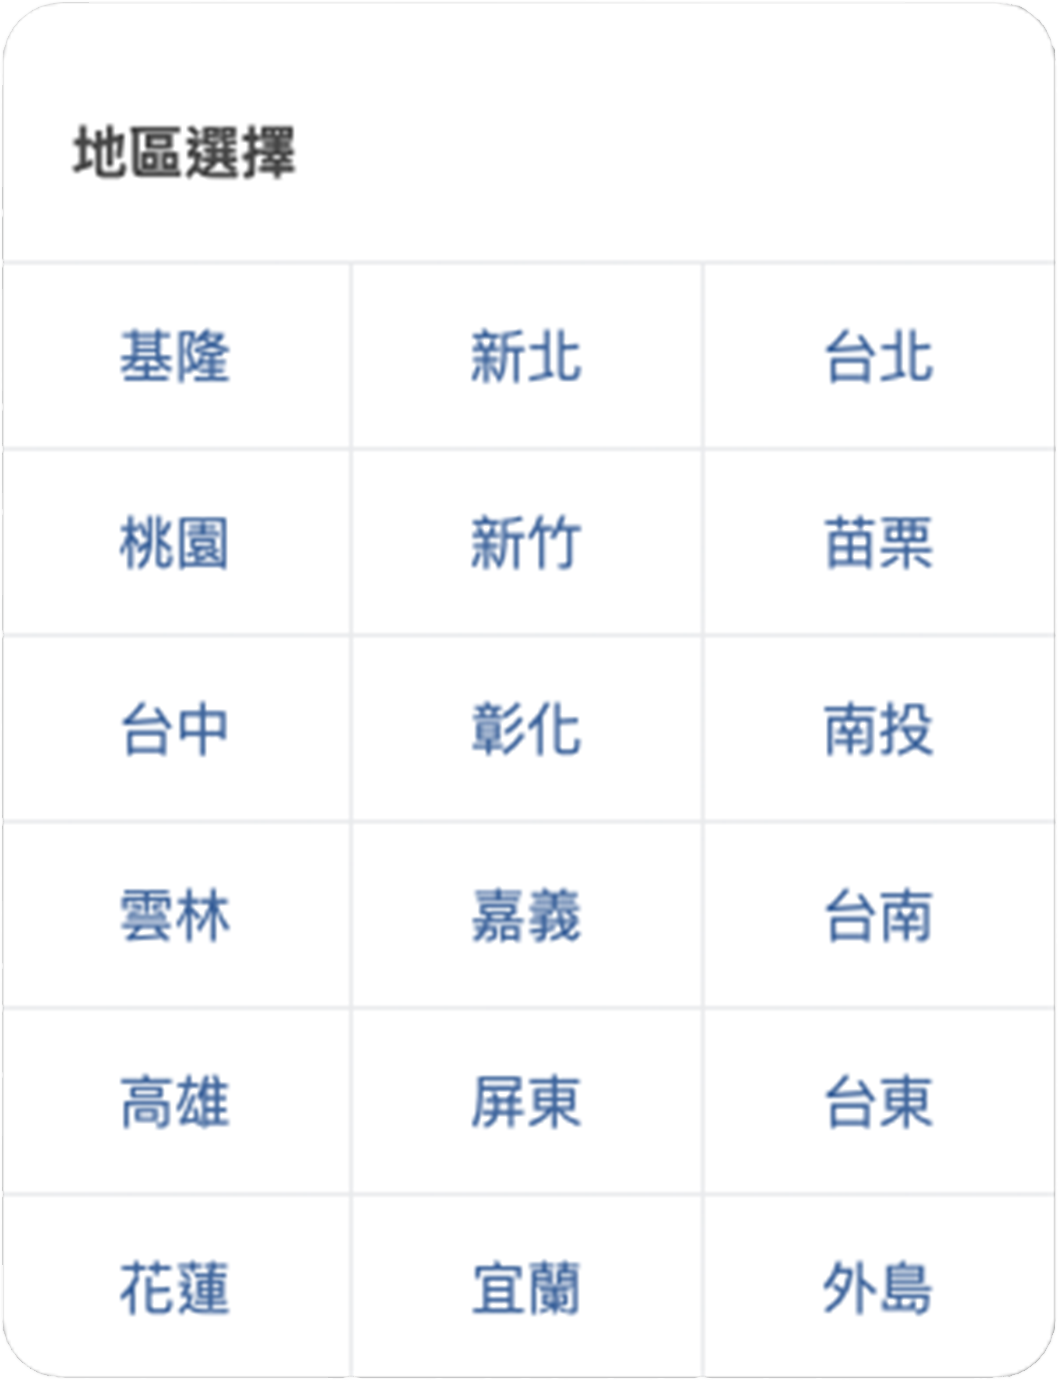 地區選擇
基隆 新北 台北
桃園 新竹 苗栗
台中 彰化 南投
雲林 嘉義 台南
高雄 屏東 台東
花蓮 宜蘭 外島